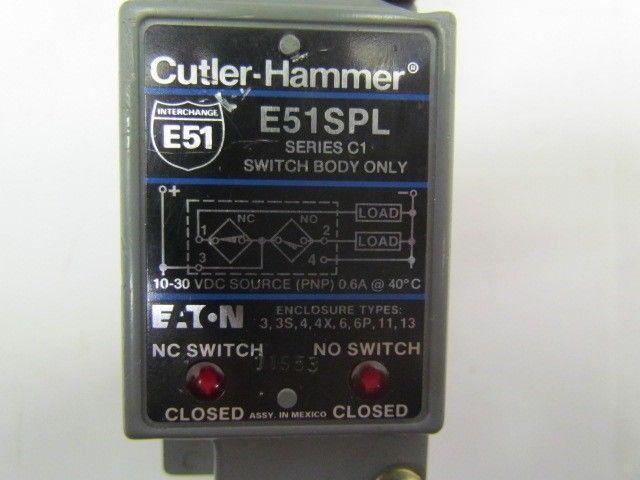 Cutler-Hammer®
INTERCHANGE
E51
E51SPL
SERIES C1
SWITCH BODY ONLY
+ −
NC NO LOAD
1 2 LOAD
3 4
10-30 VDC SOURCE (PNP) 0.6A @ 40°C
EATON
ENCLOSURE TYPES:
3, 3S, 4, 4X, 6, 6P, 11, 13
NC SWITCH NO SWITCH
CLOSED ASSY. IN MEXICO CLOSED